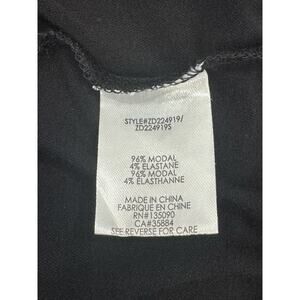 STYLE#ZD224919/
ZD224919S
96% MODAL
4% ELASTANE
96% MODAL
4% ELASTHANNE
MADE IN CHINA
FABRIQUE EN CHINE
RN#135090
CA#35884
SEE REVERSE FOR CARE